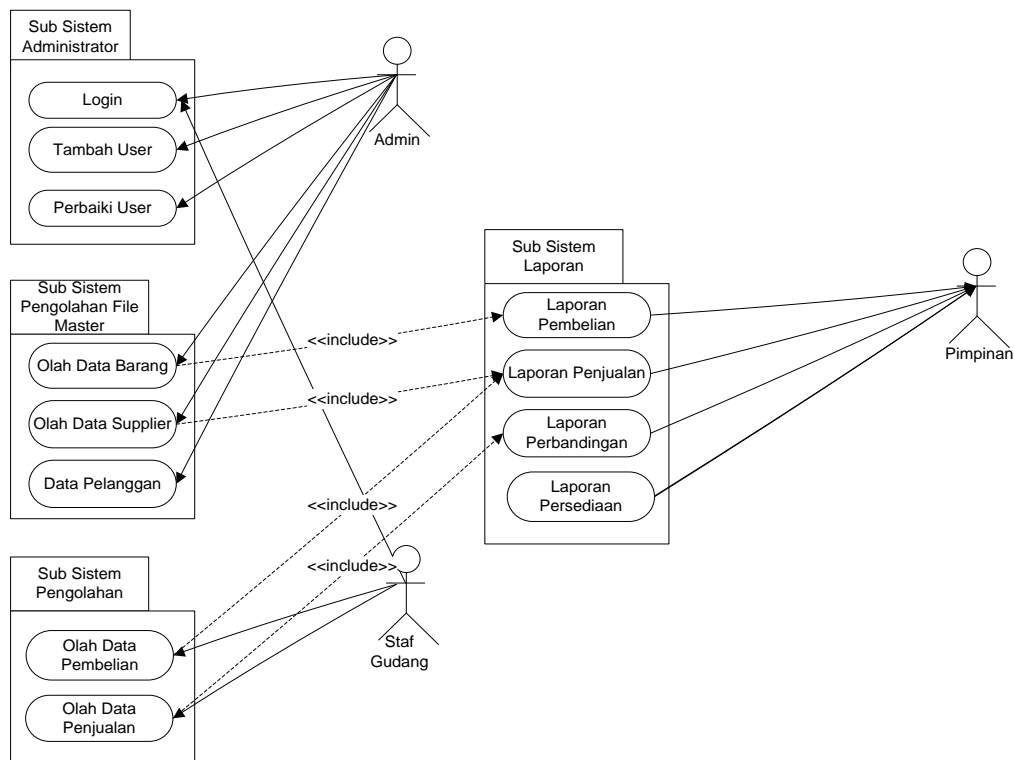 Sub Sistem
Administrator
Login
Tambah User
Perbaiki User
Admin
Sub Sistem
Pengolahan File
Master
Olah Data Barang
Olah Data Supplier
Data Pelanggan
<<include>>
<<include>>
<<include>>
<<include>>
Sub Sistem
Laporan
Laporan
Pembelian
Laporan Penjualan
Laporan
Perbandingan
Laporan
Persediaan
Pimpinan
Sub Sistem
Pengolahan
Olah Data
Pembelian
Olah Data
Penjualan
Staf
Gudang